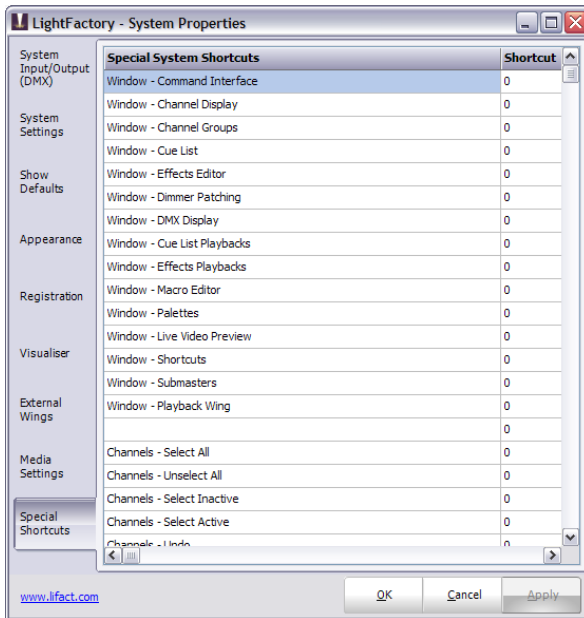 LightFactory - System Properties
System
Input/Output
(DMX)
System
Settings
Show
Defaults
Appearance
Registration
Visualiser
External
Wings
Media
Settings
Special
Shortcuts
Special System Shortcuts Shortcut
Window - Command Interface 0
Window - Channel Display 0
Window - Channel Groups 0
Window - Cue List 0
Window - Effects Editor 0
Window - Dimmer Patching 0
Window - DMX Display 0
Window - Cue List Playbacks 0
Window - Effects Playbacks 0
Window - Macro Editor 0
Window - Palettes 0
Window - Live Video Preview 0
Window - Shortcuts 0
Window - Submasters 0
Window - Playback Wing 0
0
Channels - Select All 0
Channels - Unselect All 0
Channels - Select Inactive 0
Channels - Select Active 0
Channels - Undo 0
www.lifact.com
OK Cancel Apply